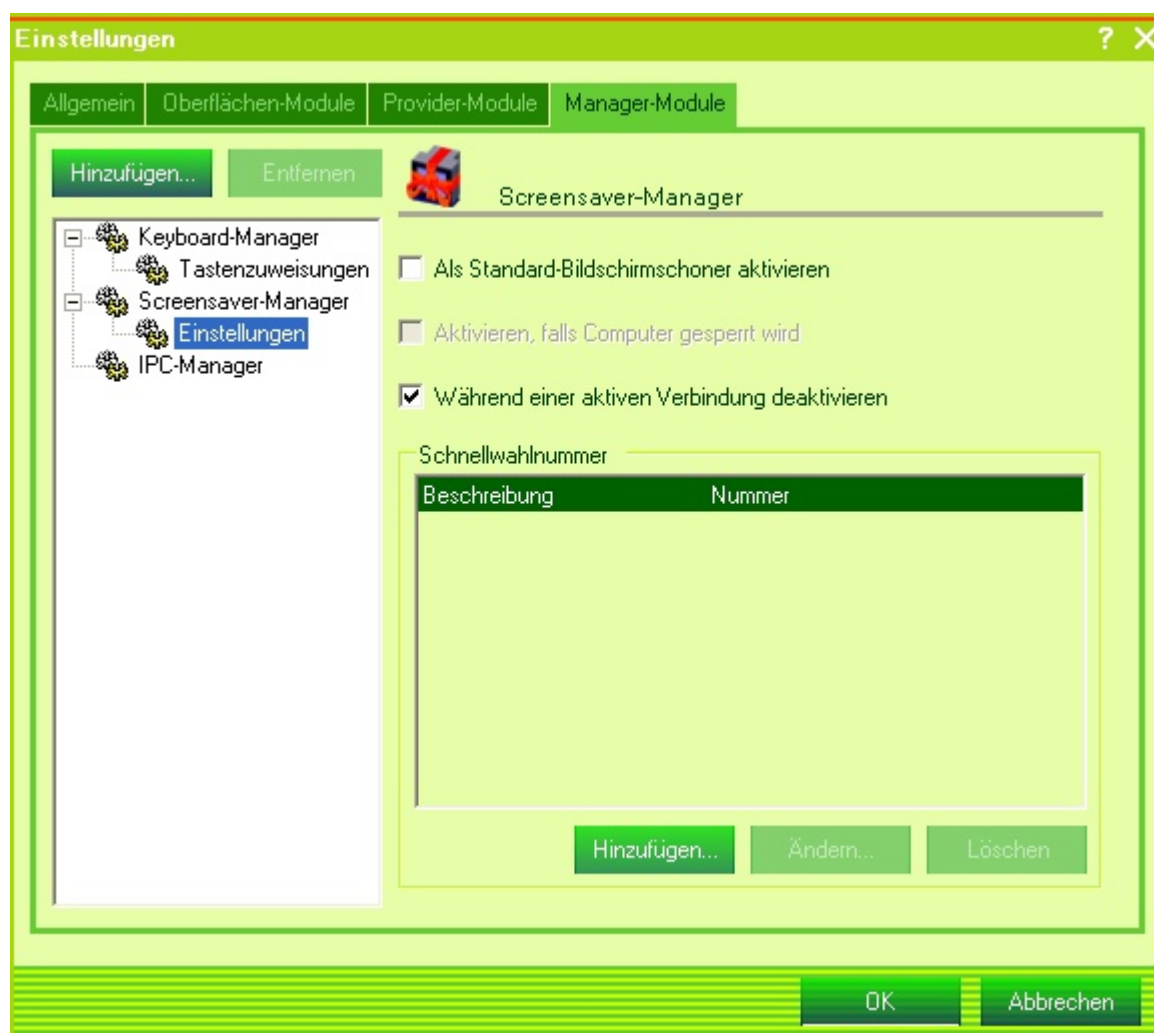 Einstellungen ?
Allgemein Oberflächen-Module Provider-Module Manager-Module
Hinzufügen... Entfernen
Screensaver-Manager
Keyboard-Manager
Tastenzuweisungen
Screensaver-Manager
Einstellungen
IPC-Manager
Als Standard-Bildschirmschoner aktivieren
Aktivieren, falls Computer gesperrt wird
Während einer aktiven Verbindung deaktivieren
Schnellwahlnummer
Beschreibung Nummer
Hinzufügen... Ändern... Löschen
OK Abbrechen